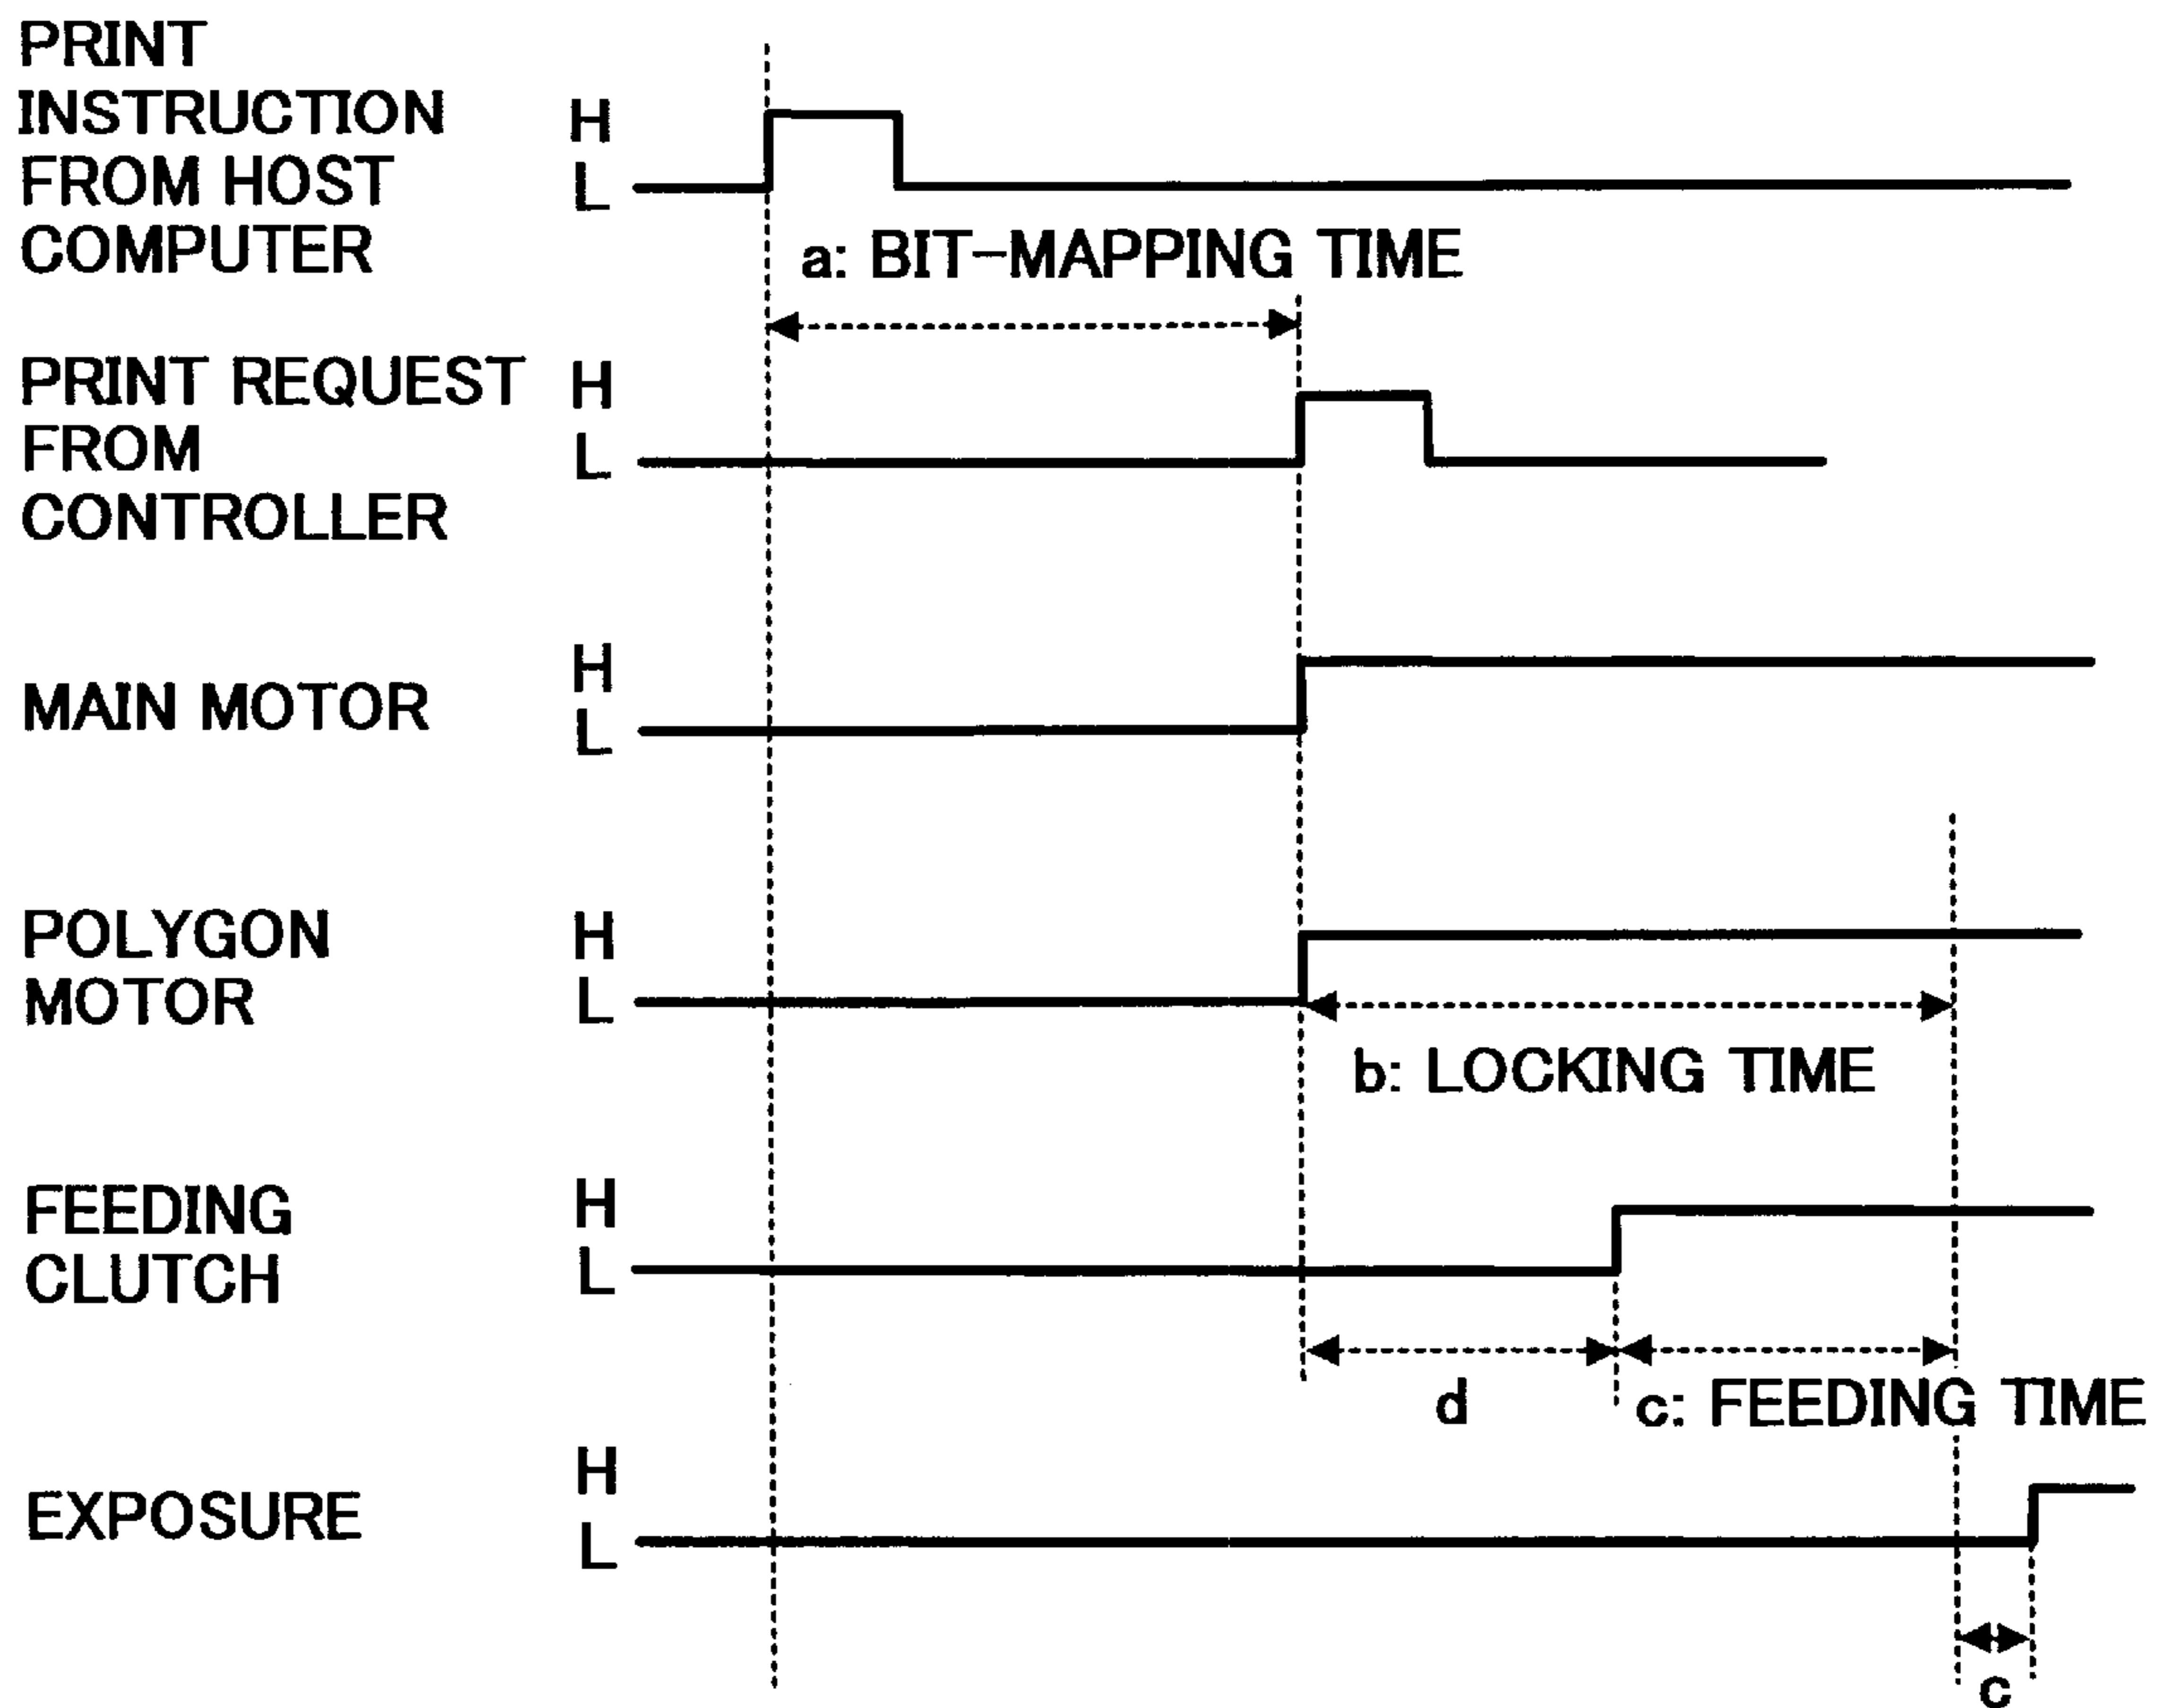 PRINT
INSTRUCTION
FROM HOST
COMPUTER
H
L
a: BIT-MAPPING TIME
PRINT REQUEST
FROM
CONTROLLER
H
L
MAIN MOTOR
H
L
POLYGON
MOTOR
H
L
b: LOCKING TIME
FEEDING
CLUTCH
H
L
d
c: FEEDING TIME
EXPOSURE
H
L
c